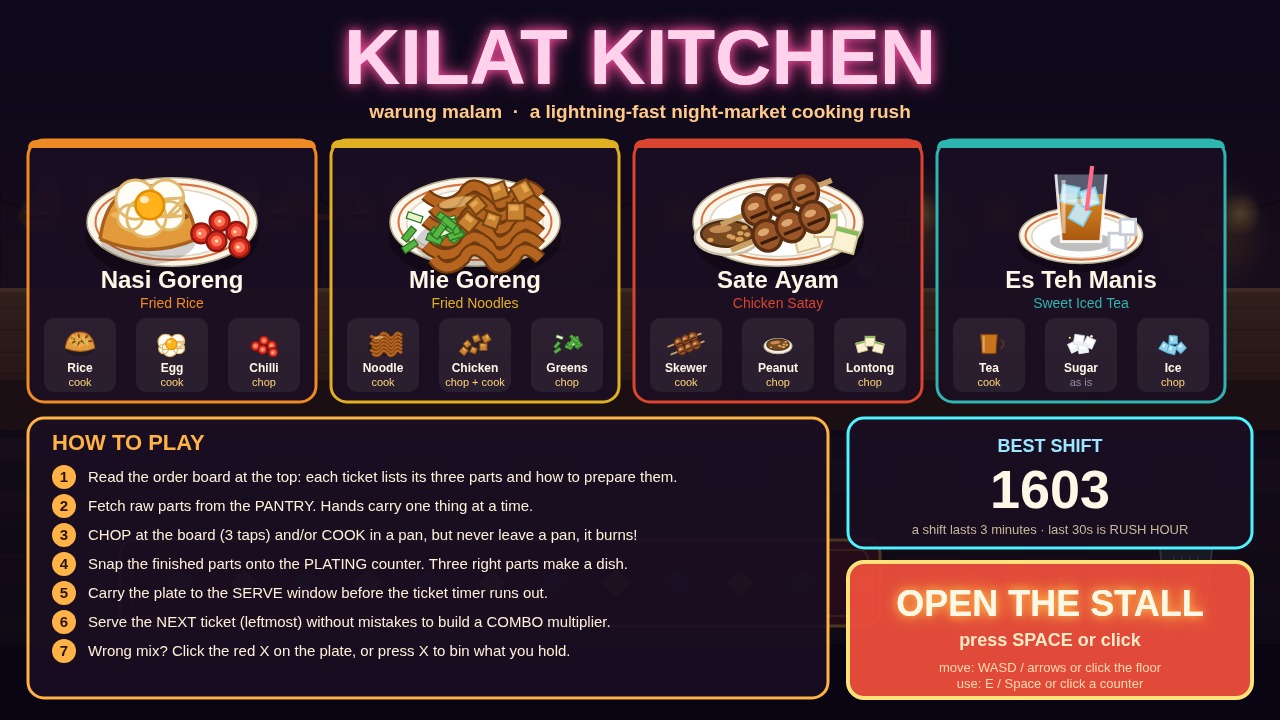 KILAT KITCHEN
warung malam · a lightning-fast night-market cooking rush
Nasi Goreng
Fried Rice
Rice
cook
Egg
cook
Chilli
chop
Mie Goreng
Fried Noodles
Noodle
cook
Chicken
chop + cook
Greens
chop
Sate Ayam
Chicken Satay
Skewer
cook
Peanut
chop
Lontong
chop
Es Teh Manis
Sweet Iced Tea
Tea
cook
Sugar
as is
Ice
chop
HOW TO PLAY
1 Read the order board at the top: each ticket lists its three parts and how to prepare them.
2 Fetch raw parts from the PANTRY. Hands carry one thing at a time.
3 CHOP at the board (3 taps) and/or COOK in a pan, but never leave a pan, it burns!
4 Snap the finished parts onto the PLATING counter. Three right parts make a dish.
5 Carry the plate to the SERVE window before the ticket timer runs out.
6 Serve the NEXT ticket (leftmost) without mistakes to build a COMBO multiplier.
7 Wrong mix? Click the red X on the plate, or press X to bin what you hold.
BEST SHIFT
1603
a shift lasts 3 minutes · last 30s is RUSH HOUR
OPEN THE STALL
press SPACE or click
move: WASD / arrows or click the floor
use: E / Space or click a counter